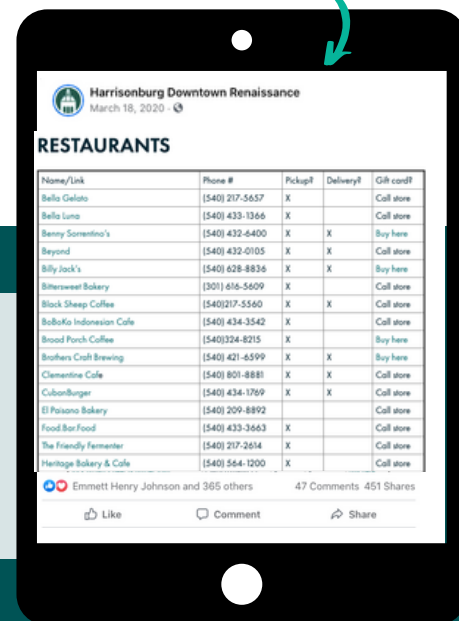 Harrisonburg Downtown Renaissance
March 18, 2020 ·
RESTAURANTS
Name/Link Phone # Pickup? Delivery? Gift card?
Bella Gelato (540) 217-5657 X Call store
Bella Luna (540) 433-1366 X Call store
Benny Sorrentino's (540) 432-6400 X X Buy here
Beyond (540) 432-0105 X X Call store
Billy Jack's (540) 628-8836 X X Buy here
Bittersweet Bakery (301) 616-5609 X Call store
Black Sheep Coffee (540)217-5560 X X Call store
BoBoKo Indonesian Cafe (540) 434-3542 X Call store
Broad Porch Coffee (540)324-8215 X Buy here
Brothers Craft Brewing (540) 421-6599 X X Buy here
Clementine Cafe (540) 801-8881 X X Call store
CubanBurger (540) 434-1769 X X Call store
El Paisano Bakery (540) 209-8892 Call store
Food.Bar.Food (540) 433-3663 X Call store
The Friendly Fermenter (540) 217-2614 X Call store
Heritage Bakery & Cafe (540) 564-1200 X Call store
Emmett Henry Johnson and 365 others 47 Comments 451 Shares
Like Comment Share